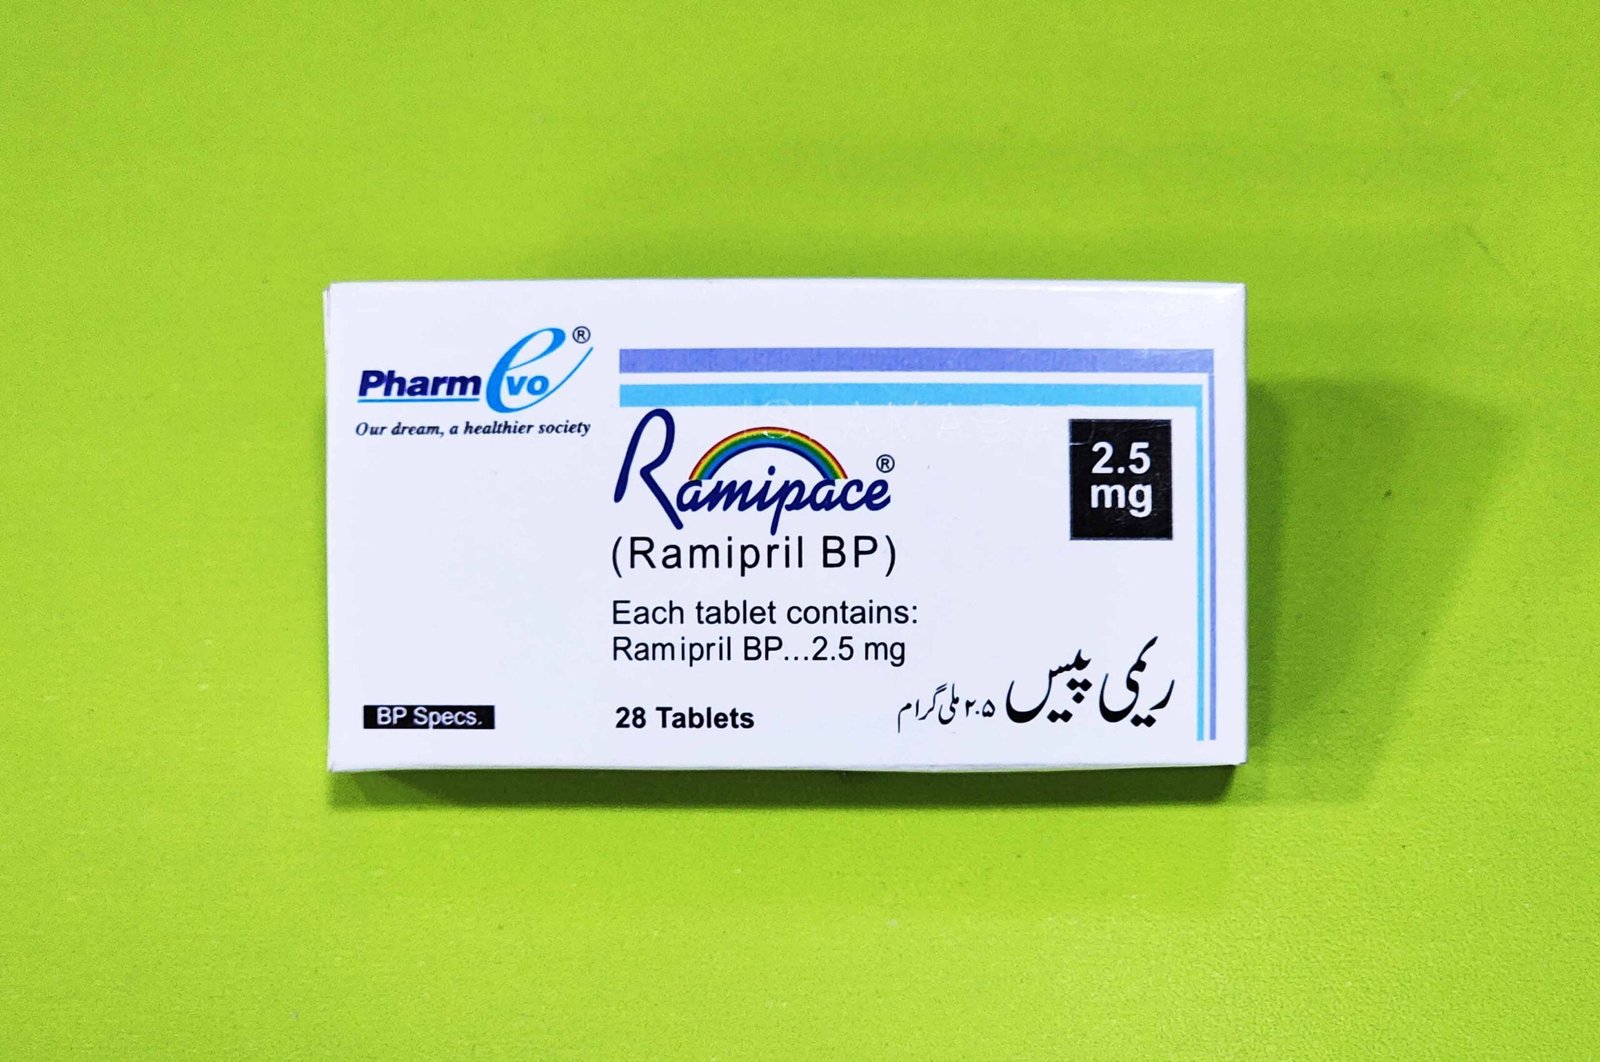 PharmEvo®
Our dream, a healthier society
Ramipace®
2.5
mg
(Ramipril BP)
Each tablet contains:
Ramipril BP...2.5 mg
ریمی پیس ۲.۵ ملی گرام
BP Specs.
28 Tablets